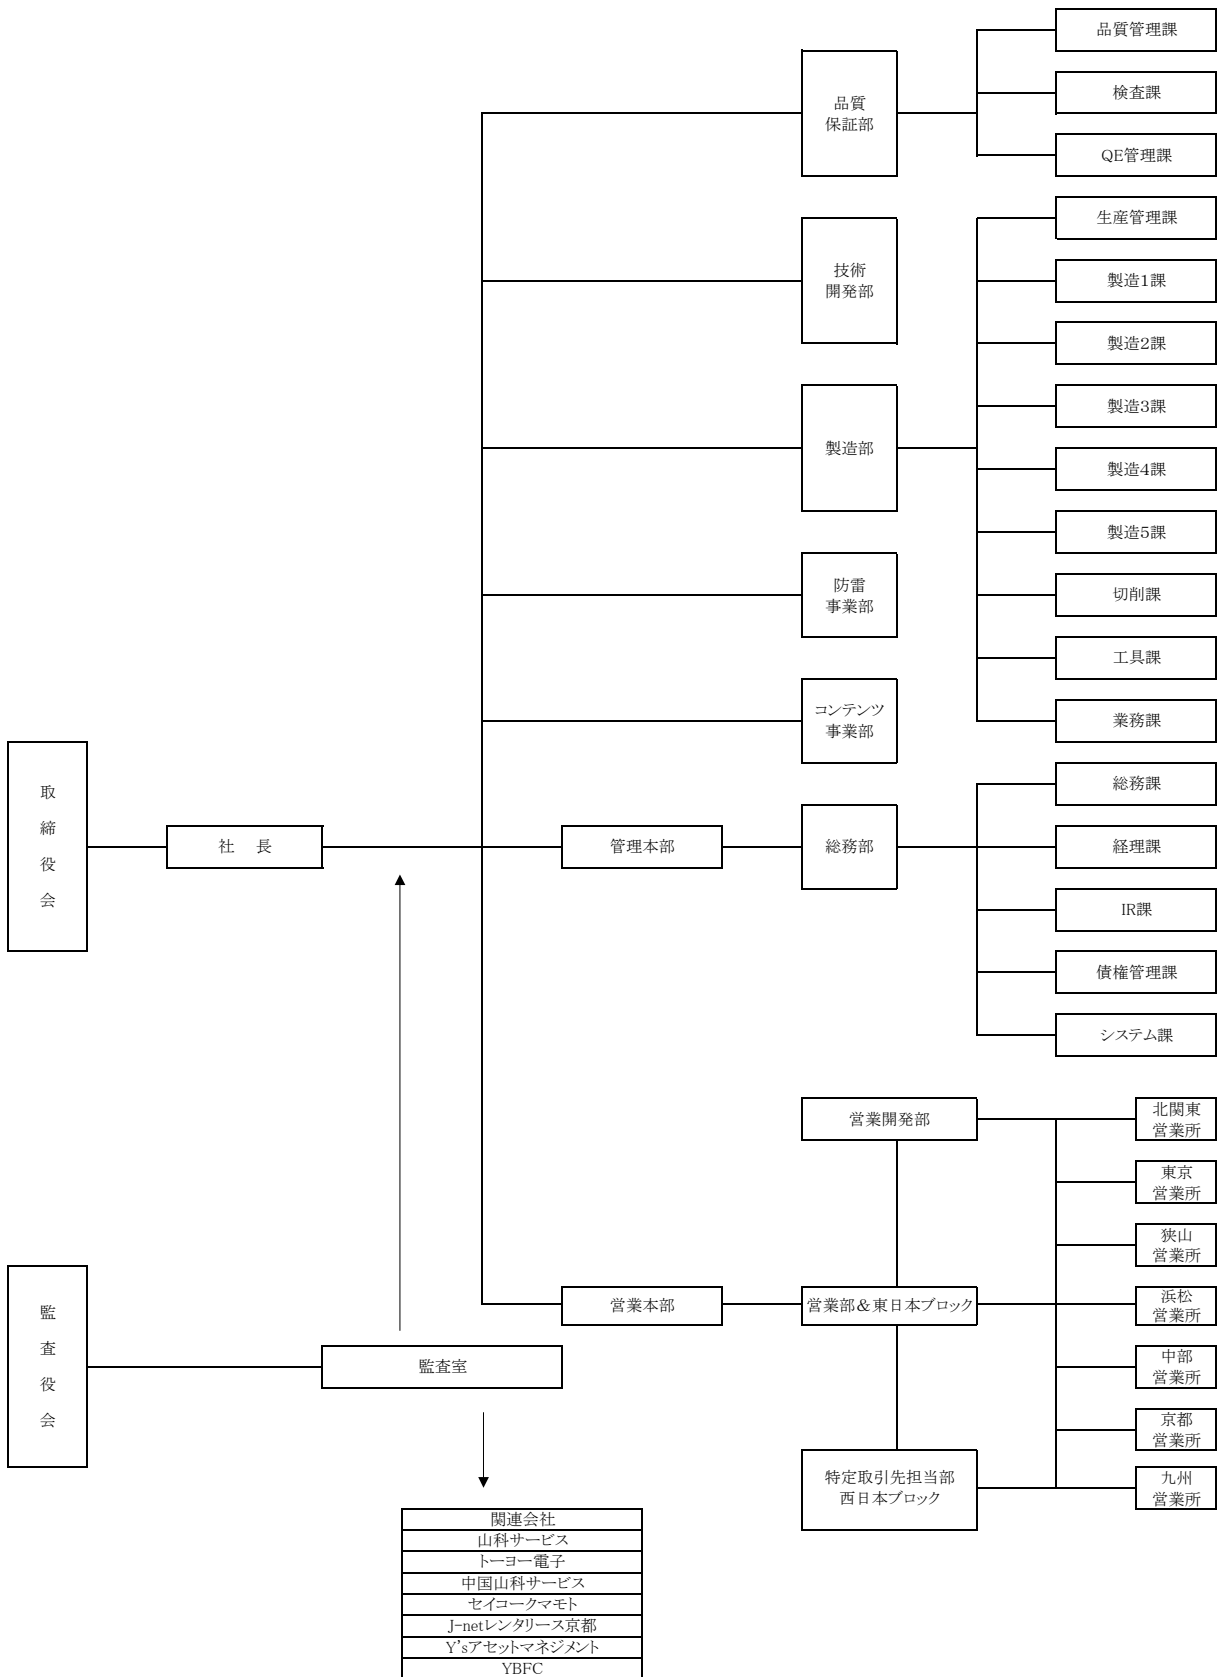 品質管理課
検査課
QE管理課
品質
保証部
生産管理課
製造1課
製造2課
製造3課
製造4課
製造5課
切削課
工具課
業務課
技術
開発部
製造部
防雷
事業部
コンテンツ
事業部
取
締
役
会
社 長
管理本部
総務部
総務課
経理課
IR課
債権管理課
システム課
営業開発部
北関東
営業所
東京
営業所
狭山
営業所
浜松
営業所
中部
営業所
京都
営業所
九州
営業所
営業本部
営業部&東日本ブロック
特定取引先担当部
西日本ブロック
監
査
役
会
監査室
関連会社
山科サービス
トーヨー電子
中国山科サービス
セイコークマモト
J-netレンタリース京都
Y'sアセットマネジメント
YBFC